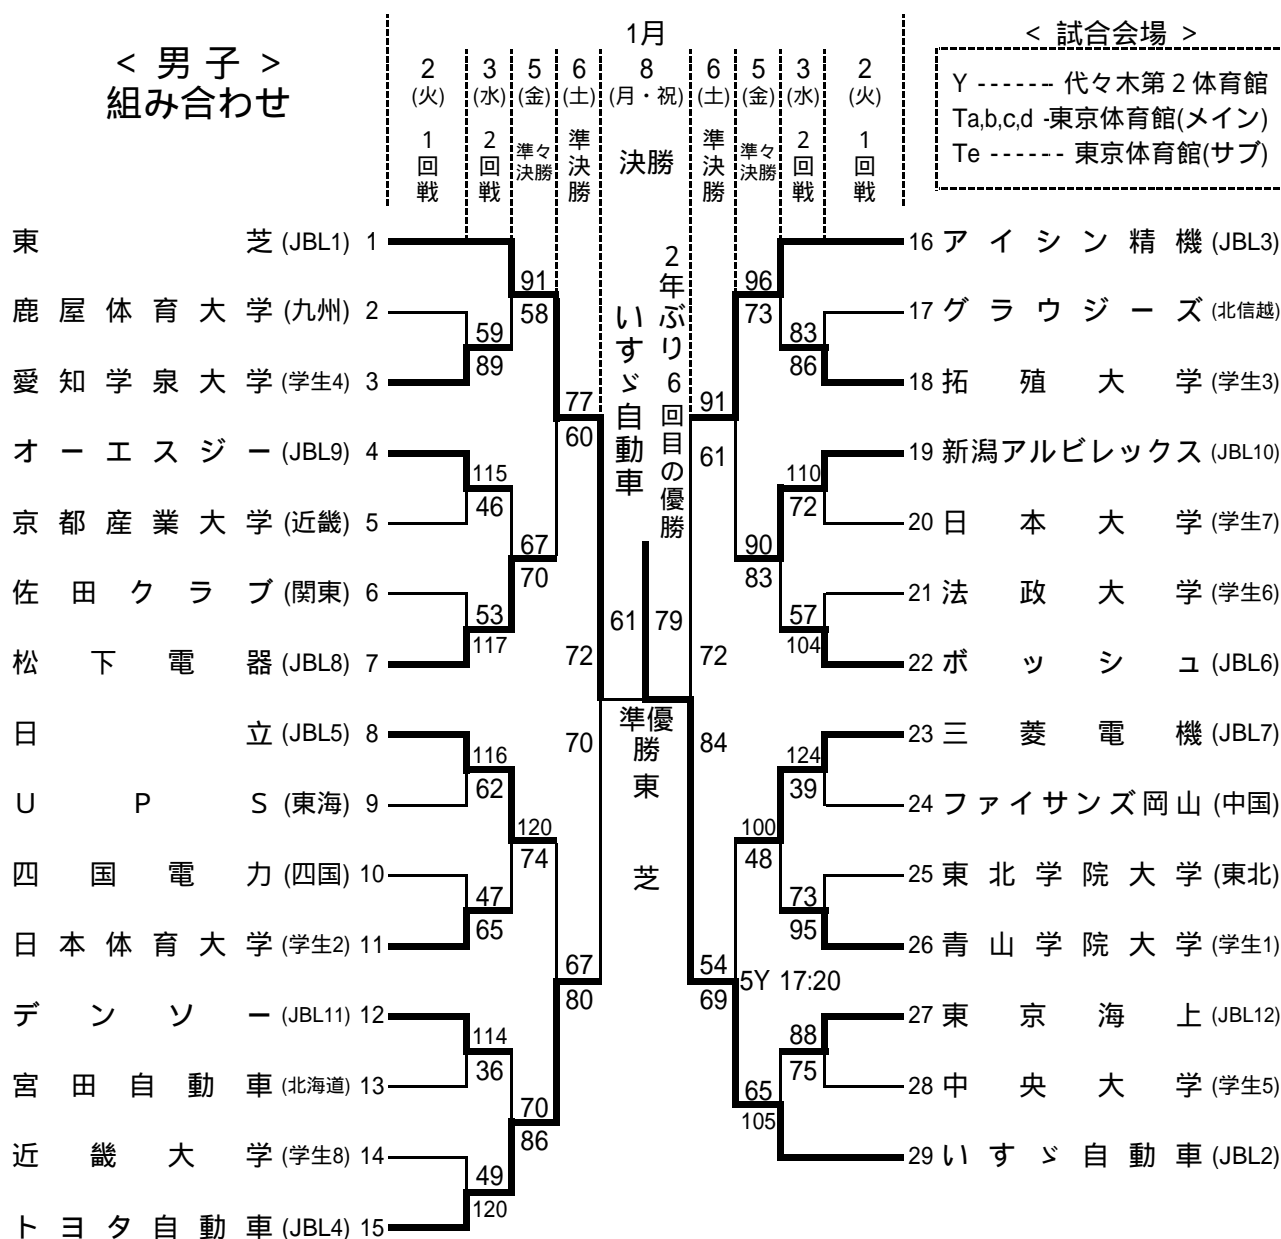 1月
< 男 子 >
組み合わせ
2 3 5 6 8 6 5 3 2
(火) (水) (金) (土) (月・祝) (土) (金) (水) (火)
1回戦 2回戦 準々決勝 準決勝 決勝 準決勝 準々決勝 2回戦 1回戦
< 試合会場 >
Y ------- 代々木第2体育館
Ta,b,c,d -東京体育館(メイン)
Te ------- 東京体育館(サブ)
東芝 (JBL1) 1
鹿屋体育大学 (九州) 2
愛知学泉大学 (学生4) 3
オーエスジー (JBL9) 4
京都産業大学 (近畿) 5
佐田クラブ (関東) 6
松下電器 (JBL8) 7
日立 (JBL5) 8
UPS (東海) 9
四国電力 (四国) 10
日本体育大学 (学生2) 11
デンソー (JBL11) 12
宮田自動車 (北海道) 13
近畿大学 (学生8) 14
トヨタ自動車 (JBL4) 15
59
89
115
46
53
117
116
62
47
65
114
36
49
120
91
58
67
70
120
74
70
86
77
60
67
80
72
70
いすゞ自動車
2年ぶり6回目の優勝
61 79
準優勝
東芝
91
61
54
69
72
84
96
73
90
83
100
48
65
105
5Y 17:20
83
86
110
72
57
104
124
39
73
95
88
75
16 アイシン精機 (JBL3)
17 グラウジーズ (北信越)
18 拓殖大学 (学生3)
19 新潟アルビレックス (JBL10)
20 日本大学 (学生7)
21 法政大学 (学生6)
22 ボッシュ (JBL6)
23 三菱電機 (JBL7)
24 ファイサンズ岡山 (中国)
25 東北学院大学 (東北)
26 青山学院大学 (学生1)
27 東京海上 (JBL12)
28 中央大学 (学生5)
29 いすゞ自動車 (JBL2)